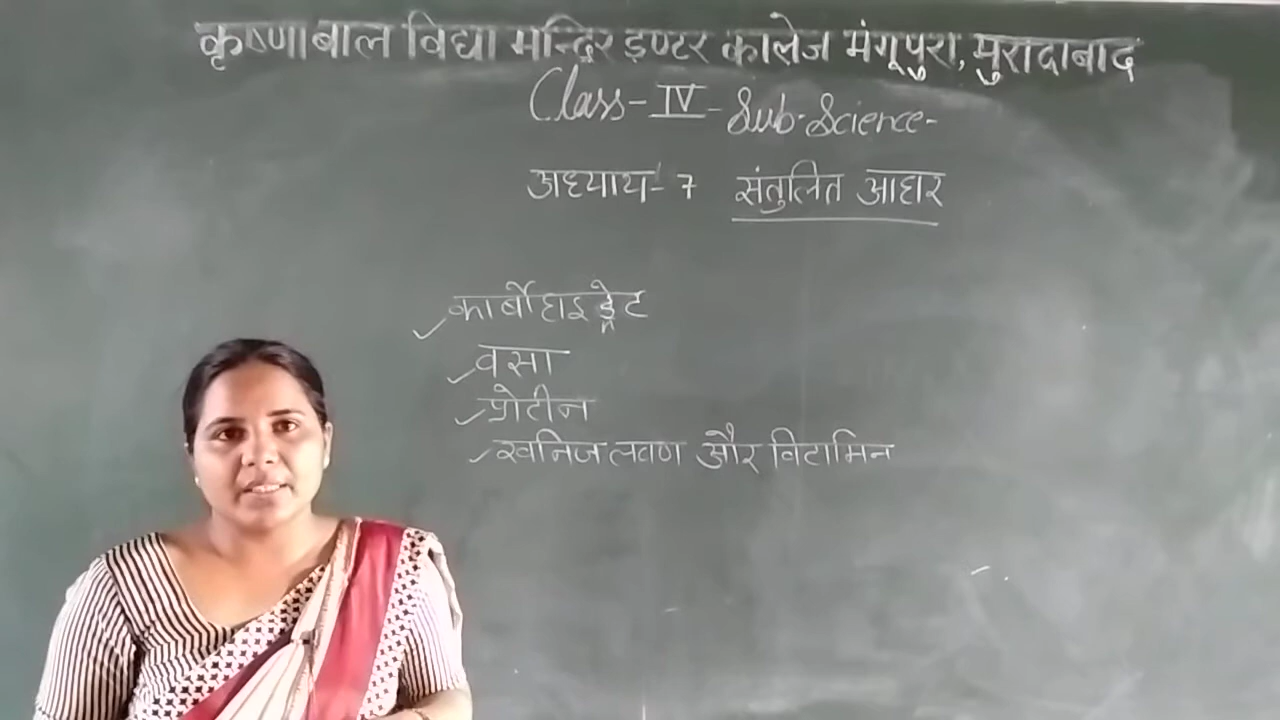 कृष्णा बाल विद्या मन्दिर इण्टर कालेज मंगूपुरा, मुरादाबाद
Class - IV - Sub. Science -
अध्याय - 7 संतुलित आहार
✓ कार्बोहाइड्रेट
✓ वसा
✓ प्रोटीन
✓ खनिज लवण और विटामिन